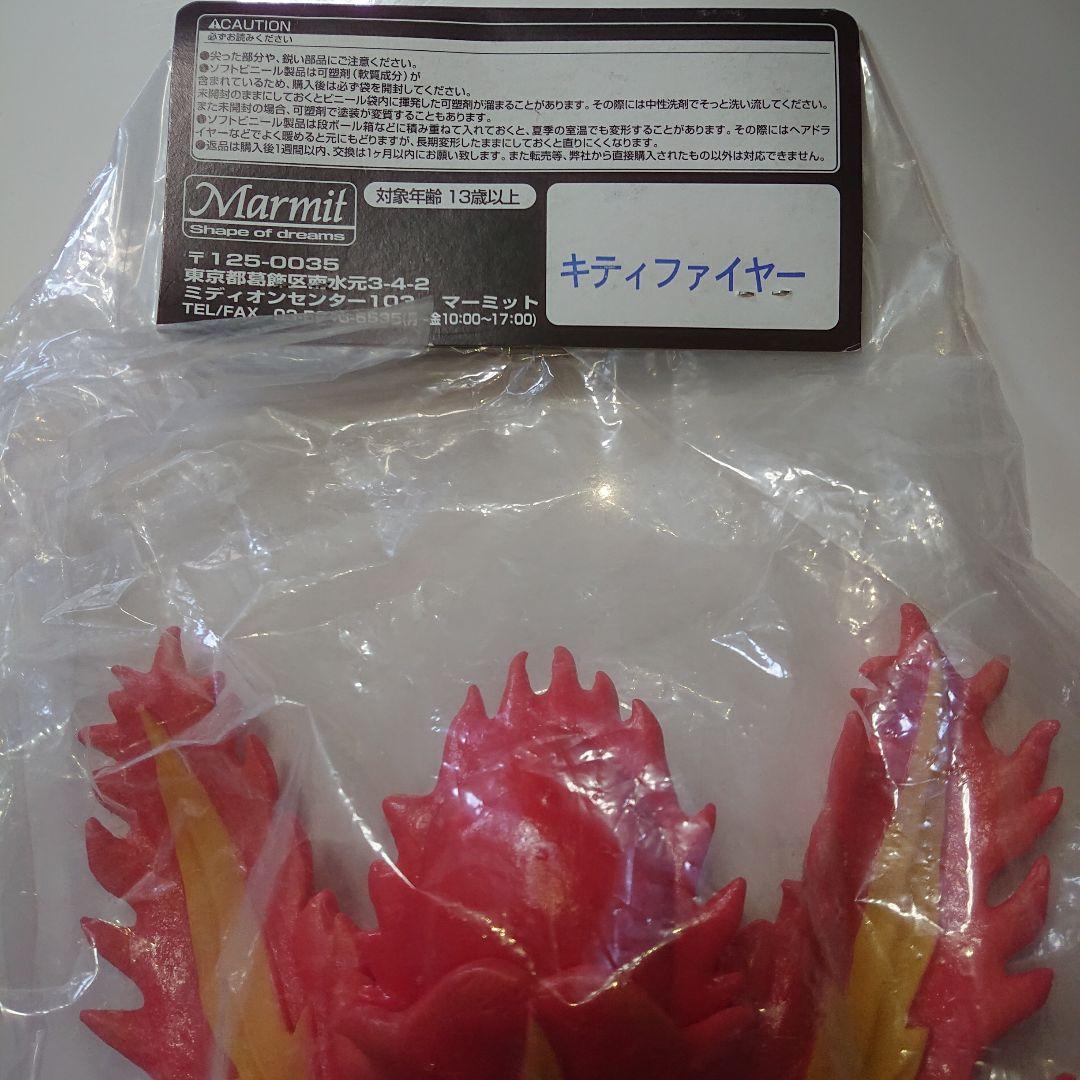 ⚠CAUTION
必ずお読みください
●尖った部分や、鋭い部品にご注意ください。
●ソフトビニール製品は可塑剤（軟質成分）が
含まれているため、購入後は必ず袋を開封してください。
未開封のままにしておくとビニール袋内に揮発した可塑剤が溜まることがあります。その際には中性洗剤でそっと洗い流してください。
また未開封の場合、可塑剤で塗装が変質することもあります。
●ソフトビニール製品は段ボール箱などに積み重ねて入れておくと、夏季の室温でも変形することがあります。その際にはヘアドラ
イヤーなどでよく暖めると元にもどりますが、長期変形したままにしておくと直りにくくなります。
●返品は購入後1週間以内、交換は1ヶ月以内にお願い致します。また転売等、弊社から直接購入されたもの以外は対応できません。
Marmit
Shape of dreams
対象年齢 13歳以上
〒125-0035
東京都葛飾区南水元3-4-2
ミディオンセンター103 マーミット
TEL/FAX 金10:00~17:00)
キティファイヤー